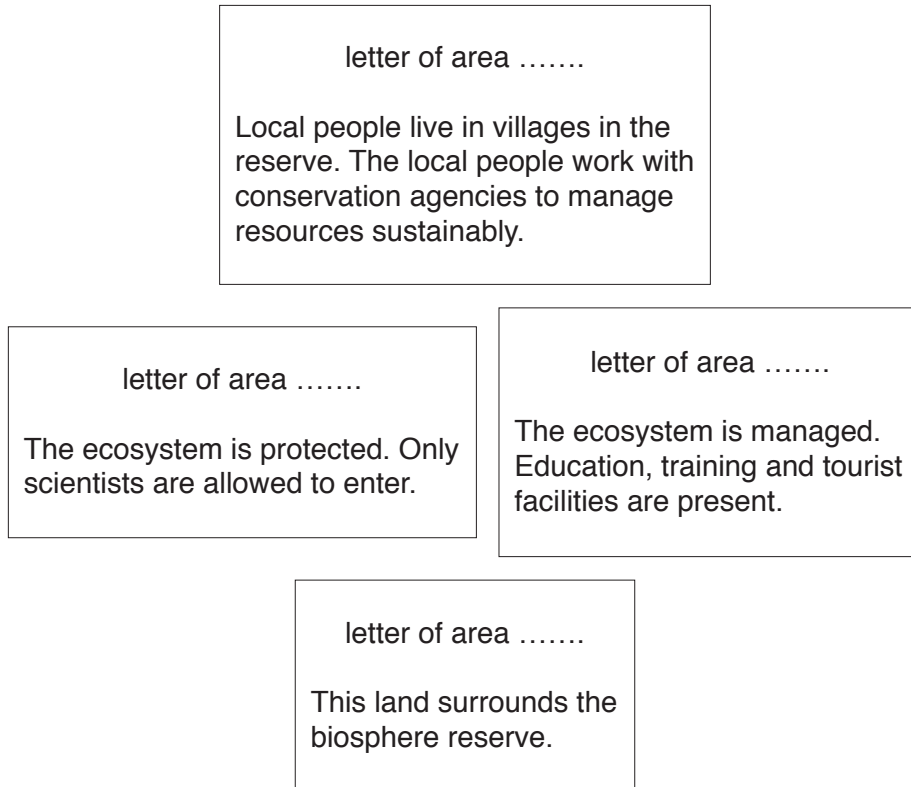 letter of area .......
Local people live in villages in the
reserve. The local people work with
conservation agencies to manage
resources sustainably.
letter of area .......
The ecosystem is protected. Only
scientists are allowed to enter.
letter of area .......
The ecosystem is managed.
Education, training and tourist
facilities are present.
letter of area .......
This land surrounds the
biosphere reserve.